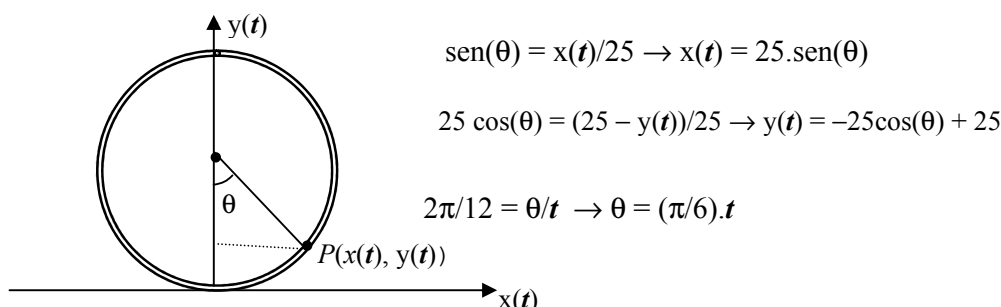 y(t)
sen(θ) = x(t)/25 → x(t) = 25.sen(θ)
25 cos(θ) = (25 – y(t))/25 → y(t) = –25cos(θ) + 25
θ
2π/12 = θ/t → θ = (π/6).t
P(x(t), y(t))
x(t)